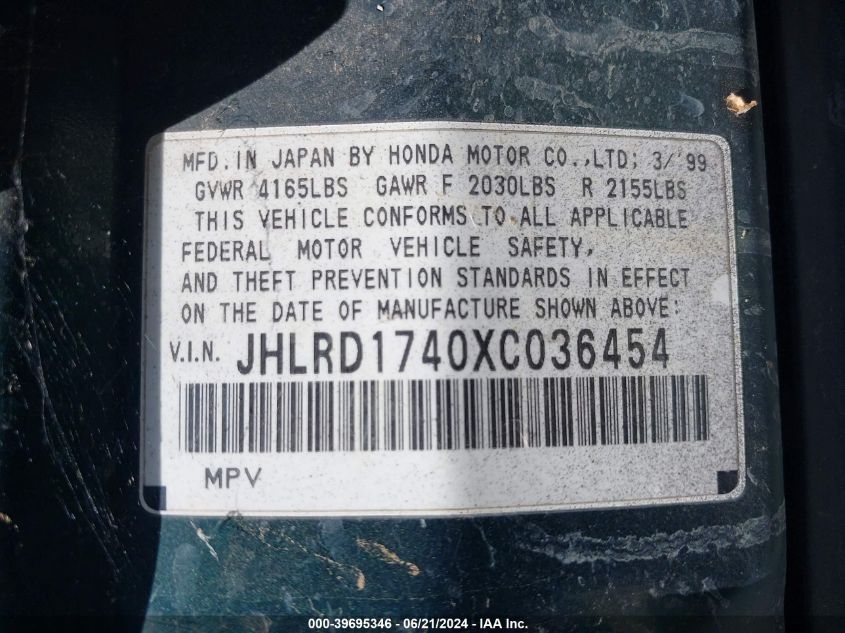 MFD. IN JAPAN BY HONDA MOTOR CO.,LTD; 3/'99
GVWR 4165LBS GAWR F 2030LBS R 2155LBS
THIS VEHICLE CONFORMS TO ALL APPLICABLE
FEDERAL MOTOR VEHICLE SAFETY,
AND THEFT PREVENTION STANDARDS IN EFFECT
ON THE DATE OF MANUFACTURE SHOWN ABOVE:
V.I.N. JHLRD1740XC036454
MPV
000-39695346 - 06/21/2024 - IAAI.com